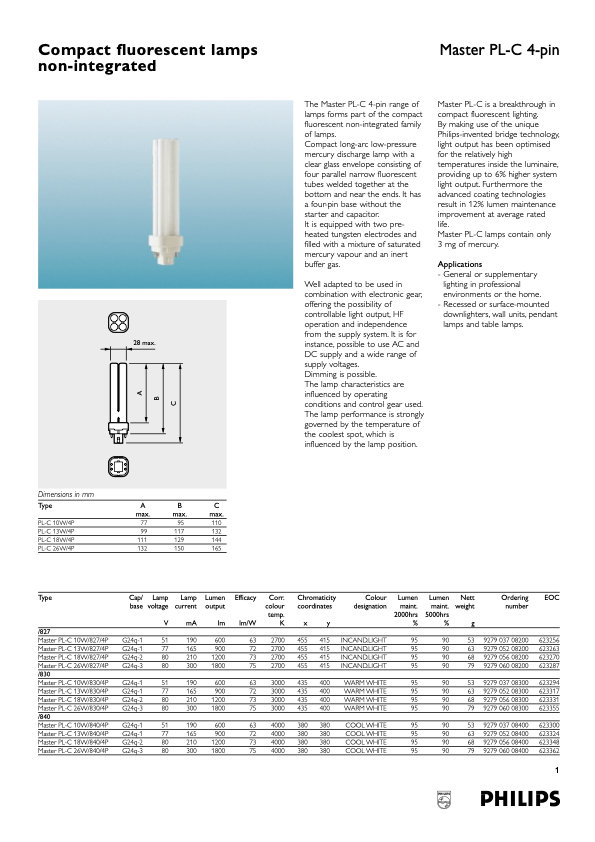 Compact fluorescent lamps
non-integrated
Master PL-C 4-pin
The Master PL-C 4-pin range of
lamps forms part of the compact
fluorescent non-integrated family
of lamps.
Compact long-arc low-pressure
mercury discharge lamp with a
clear glass envelope consisting of
four parallel narrow fluorescent
tubes welded together at the
bottom and near the ends. It has
a four-pin base without the
starter and capacitor.
It is equipped with two pre-
heated tungsten electrodes and
filled with a mixture of saturated
mercury vapour and an inert
buffer gas.
Well adapted to be used in
combination with electronic gear,
offering the possibility of
controllable light output, HF
operation and independence
from the supply system. It is for
instance, possible to use AC and
DC supply and a wide range of
supply voltages.
Dimming is possible.
The lamp characteristics are
influenced by operating
conditions and control gear used.
The lamp performance is strongly
governed by the temperature of
the coolest spot, which is
influenced by the lamp position.
Master PL-C is a breakthrough in
compact fluorescent lighting.
By making use of the unique
Philips-invented bridge technology,
light output has been optimised
for the relatively high
temperatures inside the luminaire,
providing up to 6% higher system
light output. Furthermore the
advanced coating technologies
result in 12% lumen maintenance
improvement at average rated
life.
Master PL-C lamps contain only
3 mg of mercury.
Applications
- General or supplementary
lighting in professional
environments or the home.
- Recessed or surface-mounted
downlighters, wall units, pendant
lamps and table lamps.
28 max.
A B C
Dimensions in mm
Type A B C
max. max. max.
PL-C 10W/4P 77 95 110
PL-C 13W/4P 99 117 132
PL-C 18W/4P 111 129 144
PL-C 26W/4P 132 150 165
Type Cap/ Lamp Lamp Lumen Efficacy Corr. Chromaticity Colour Lumen Lumen Nett Ordering EOC
base voltage current output colour coordinates designation maint. maint. weight number
temp. 2000hrs 5000hrs
V mA lm lm/W K x y % % g
/827
Master PL-C 10W/827/4P G24q-1 51 190 600 63 2700 455 415 INCANDLIGHT 95 90 53 9279 037 08200 623256
Master PL-C 13W/827/4P G24q-1 77 165 900 72 2700 455 415 INCANDLIGHT 95 90 63 9279 052 08200 623263
Master PL-C 18W/827/4P G24q-2 80 210 1200 73 2700 455 415 INCANDLIGHT 95 90 68 9279 056 08200 623270
Master PL-C 26W/827/4P G24q-3 80 300 1800 75 2700 455 415 INCANDLIGHT 95 90 79 9279 060 08200 623287
/830
Master PL-C 10W/830/4P G24q-1 51 190 600 63 3000 435 400 WARM WHITE 95 90 53 9279 037 08300 623294
Master PL-C 13W/830/4P G24q-1 77 165 900 72 3000 435 400 WARM WHITE 95 90 63 9279 052 08300 623317
Master PL-C 18W/830/4P G24q-2 80 210 1200 73 3000 435 400 WARM WHITE 95 90 68 9279 056 08300 623331
Master PL-C 26W/830/4P G24q-3 80 300 1800 75 3000 435 400 WARM WHITE 95 90 79 9279 060 08300 623355
/840
Master PL-C 10W/840/4P G24q-1 51 190 600 63 4000 380 380 COOL WHITE 95 90 53 9279 037 08400 623300
Master PL-C 13W/840/4P G24q-1 77 165 900 72 4000 380 380 COOL WHITE 95 90 63 9279 052 08400 623324
Master PL-C 18W/840/4P G24q-2 80 210 1200 73 4000 380 380 COOL WHITE 95 90 68 9279 056 08400 623348
Master PL-C 26W/840/4P G24q-3 80 300 1800 75 4000 380 380 COOL WHITE 95 90 79 9279 060 08400 623362
1
PHILIPS